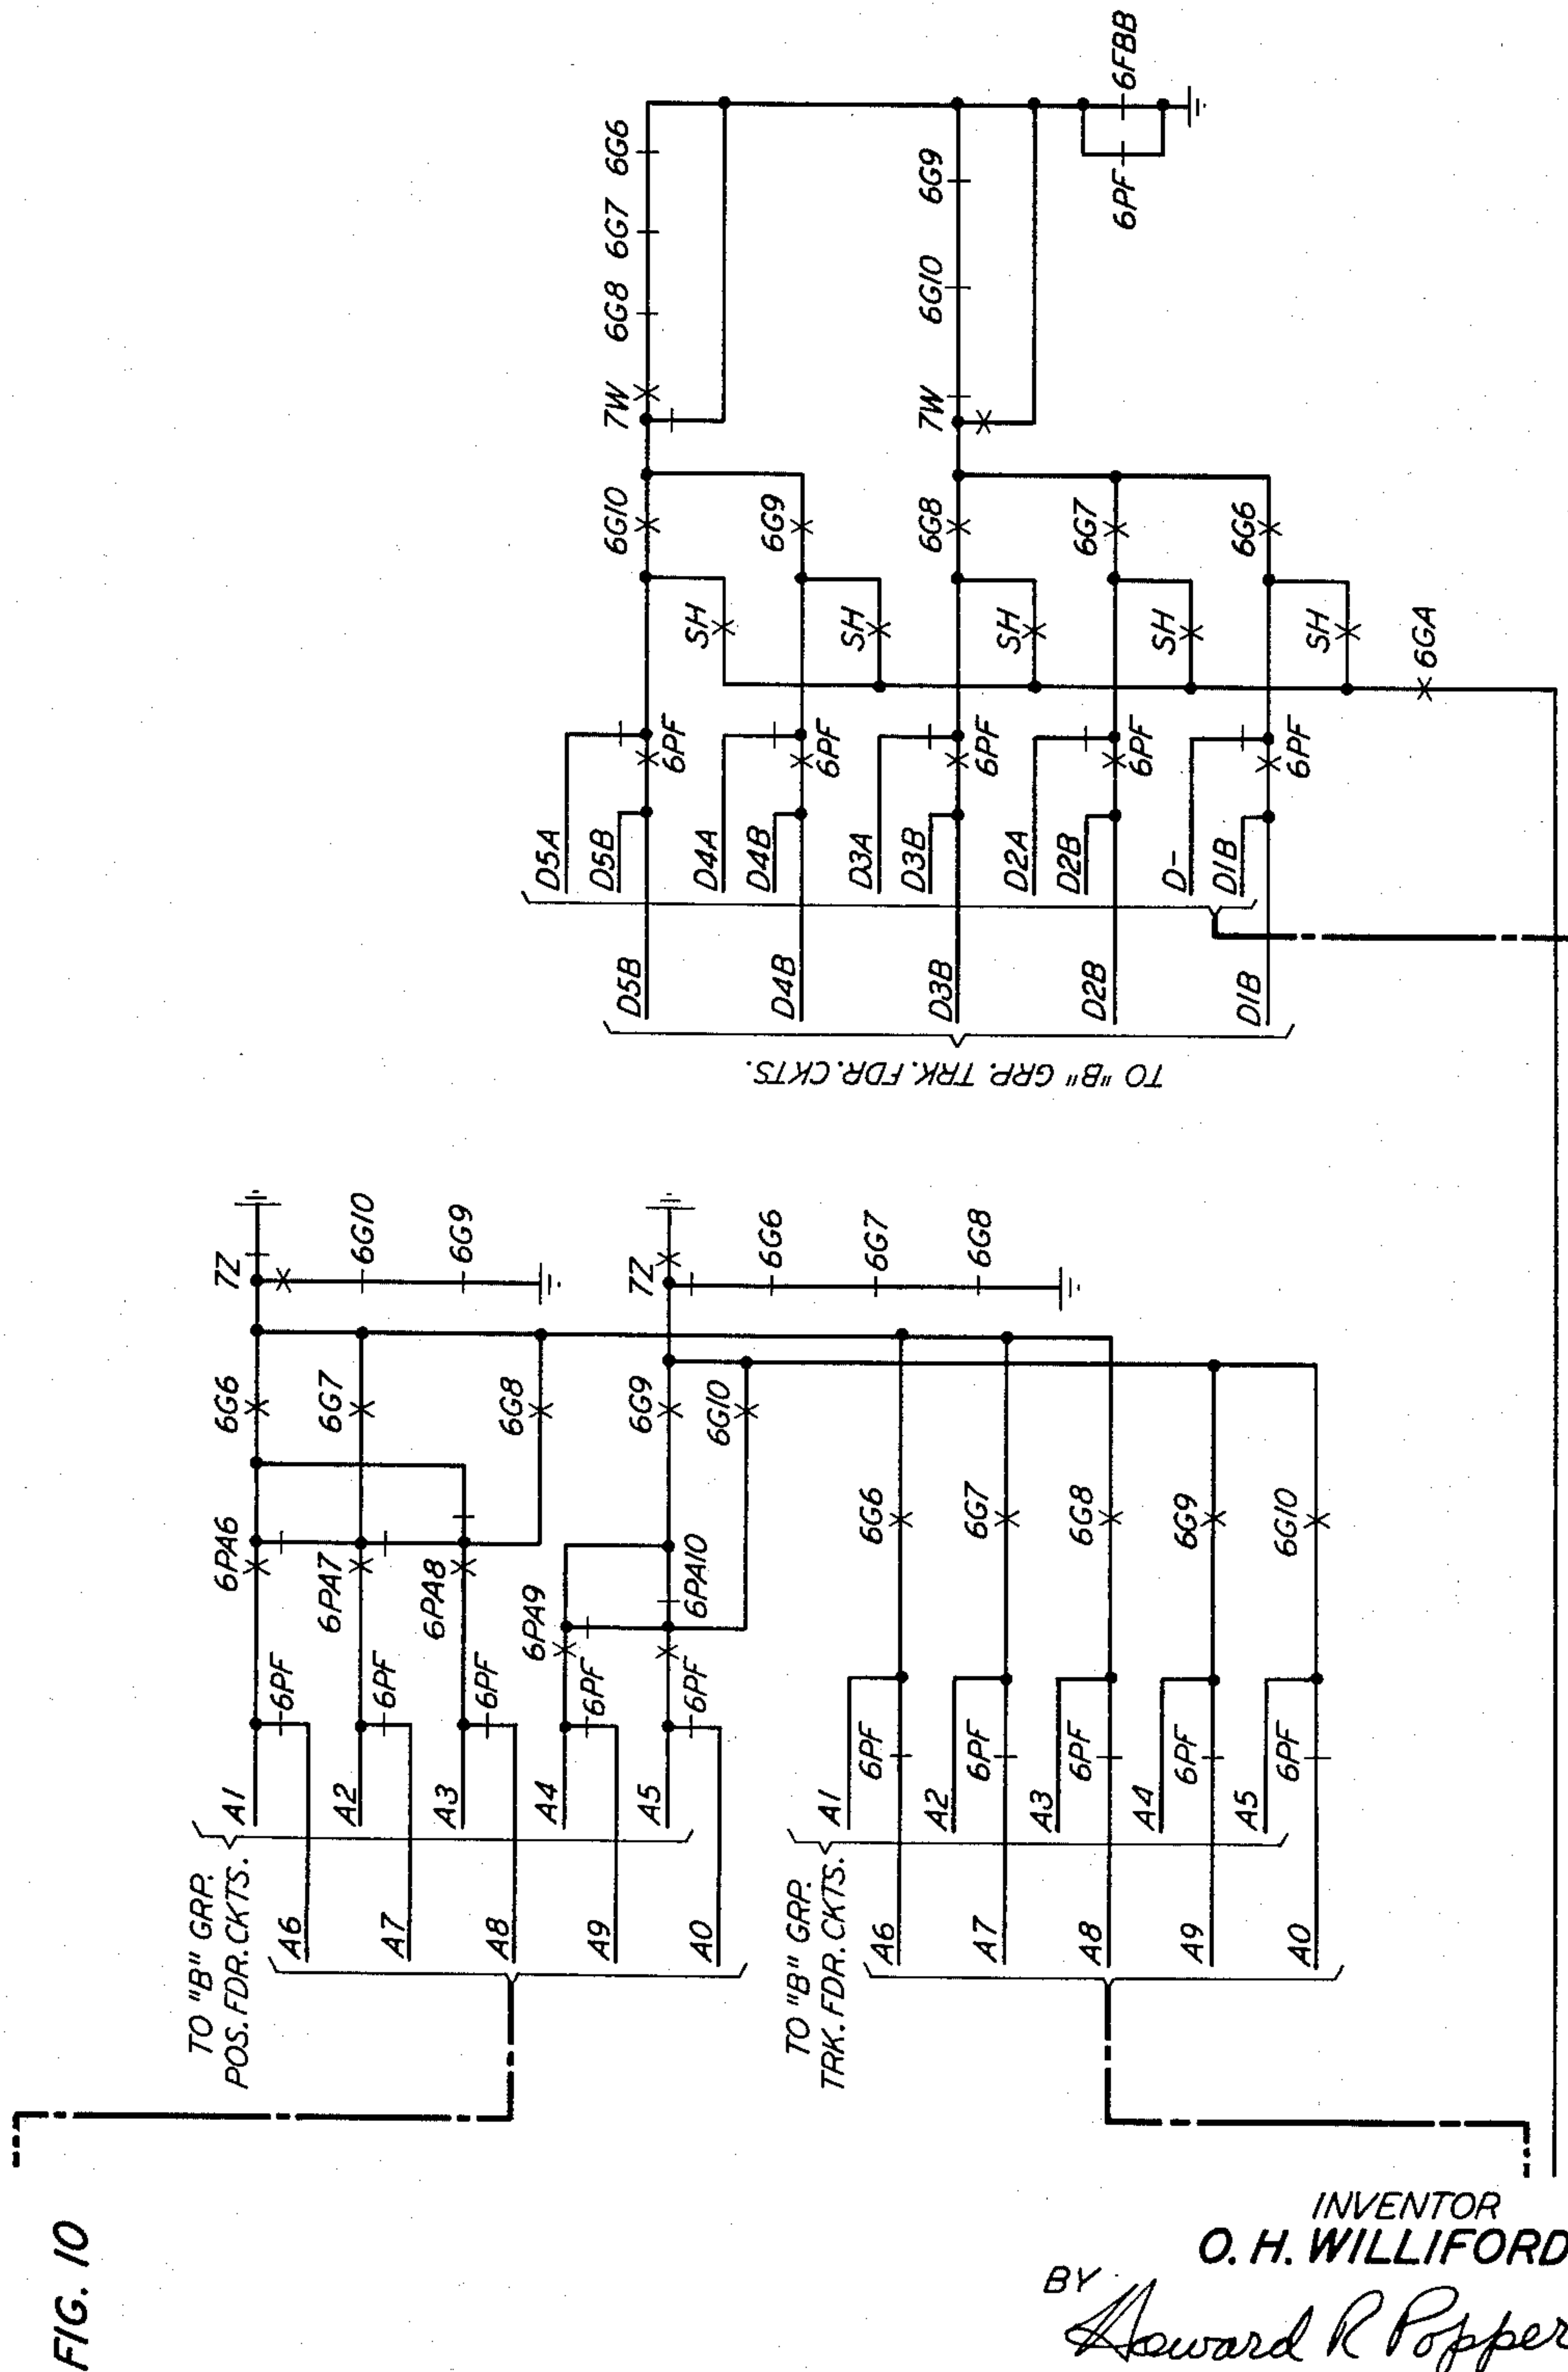 FIG. 10
TO "B" GRP.
POS. FDR. CKTS.
A1
A6
6PF
6PA6
6G6
7Z
A2
A7
6PF
6PA7
6G7
6G10
A3
A8
6PF
6PA8
6G8
6G9
A4
A9
6PF
6PA9
A5
A0
6PF
6PA10
6G9
6G10
7Z
6G6
6G7
6G8
TO "B" GRP.
TRK. FDR. CKTS.
A1
A6
6PF
6G6
A2
A7
6PF
6G7
A3
A8
6PF
6G8
A4
A9
6PF
6G9
A5
A0
6PF
6G10
TO "B" GRP. TRK. FDR. CKTS.
D5A
D5B
D5B
6PF
SH
6G10
7W
6G8 6G7 6G6
D4A
D4B
D4B
6PF
SH
6G9
D3A
D3B
D3B
6PF
SH
6G8
7W
6G10
6G9
D2A
D2B
D2B
6PF
SH
6G7
D-
D1B
D1B
6PF
SH
6G6
6PF
6FBB
6GA
INVENTOR
O. H. WILLIFORD
BY
Howard R Popper